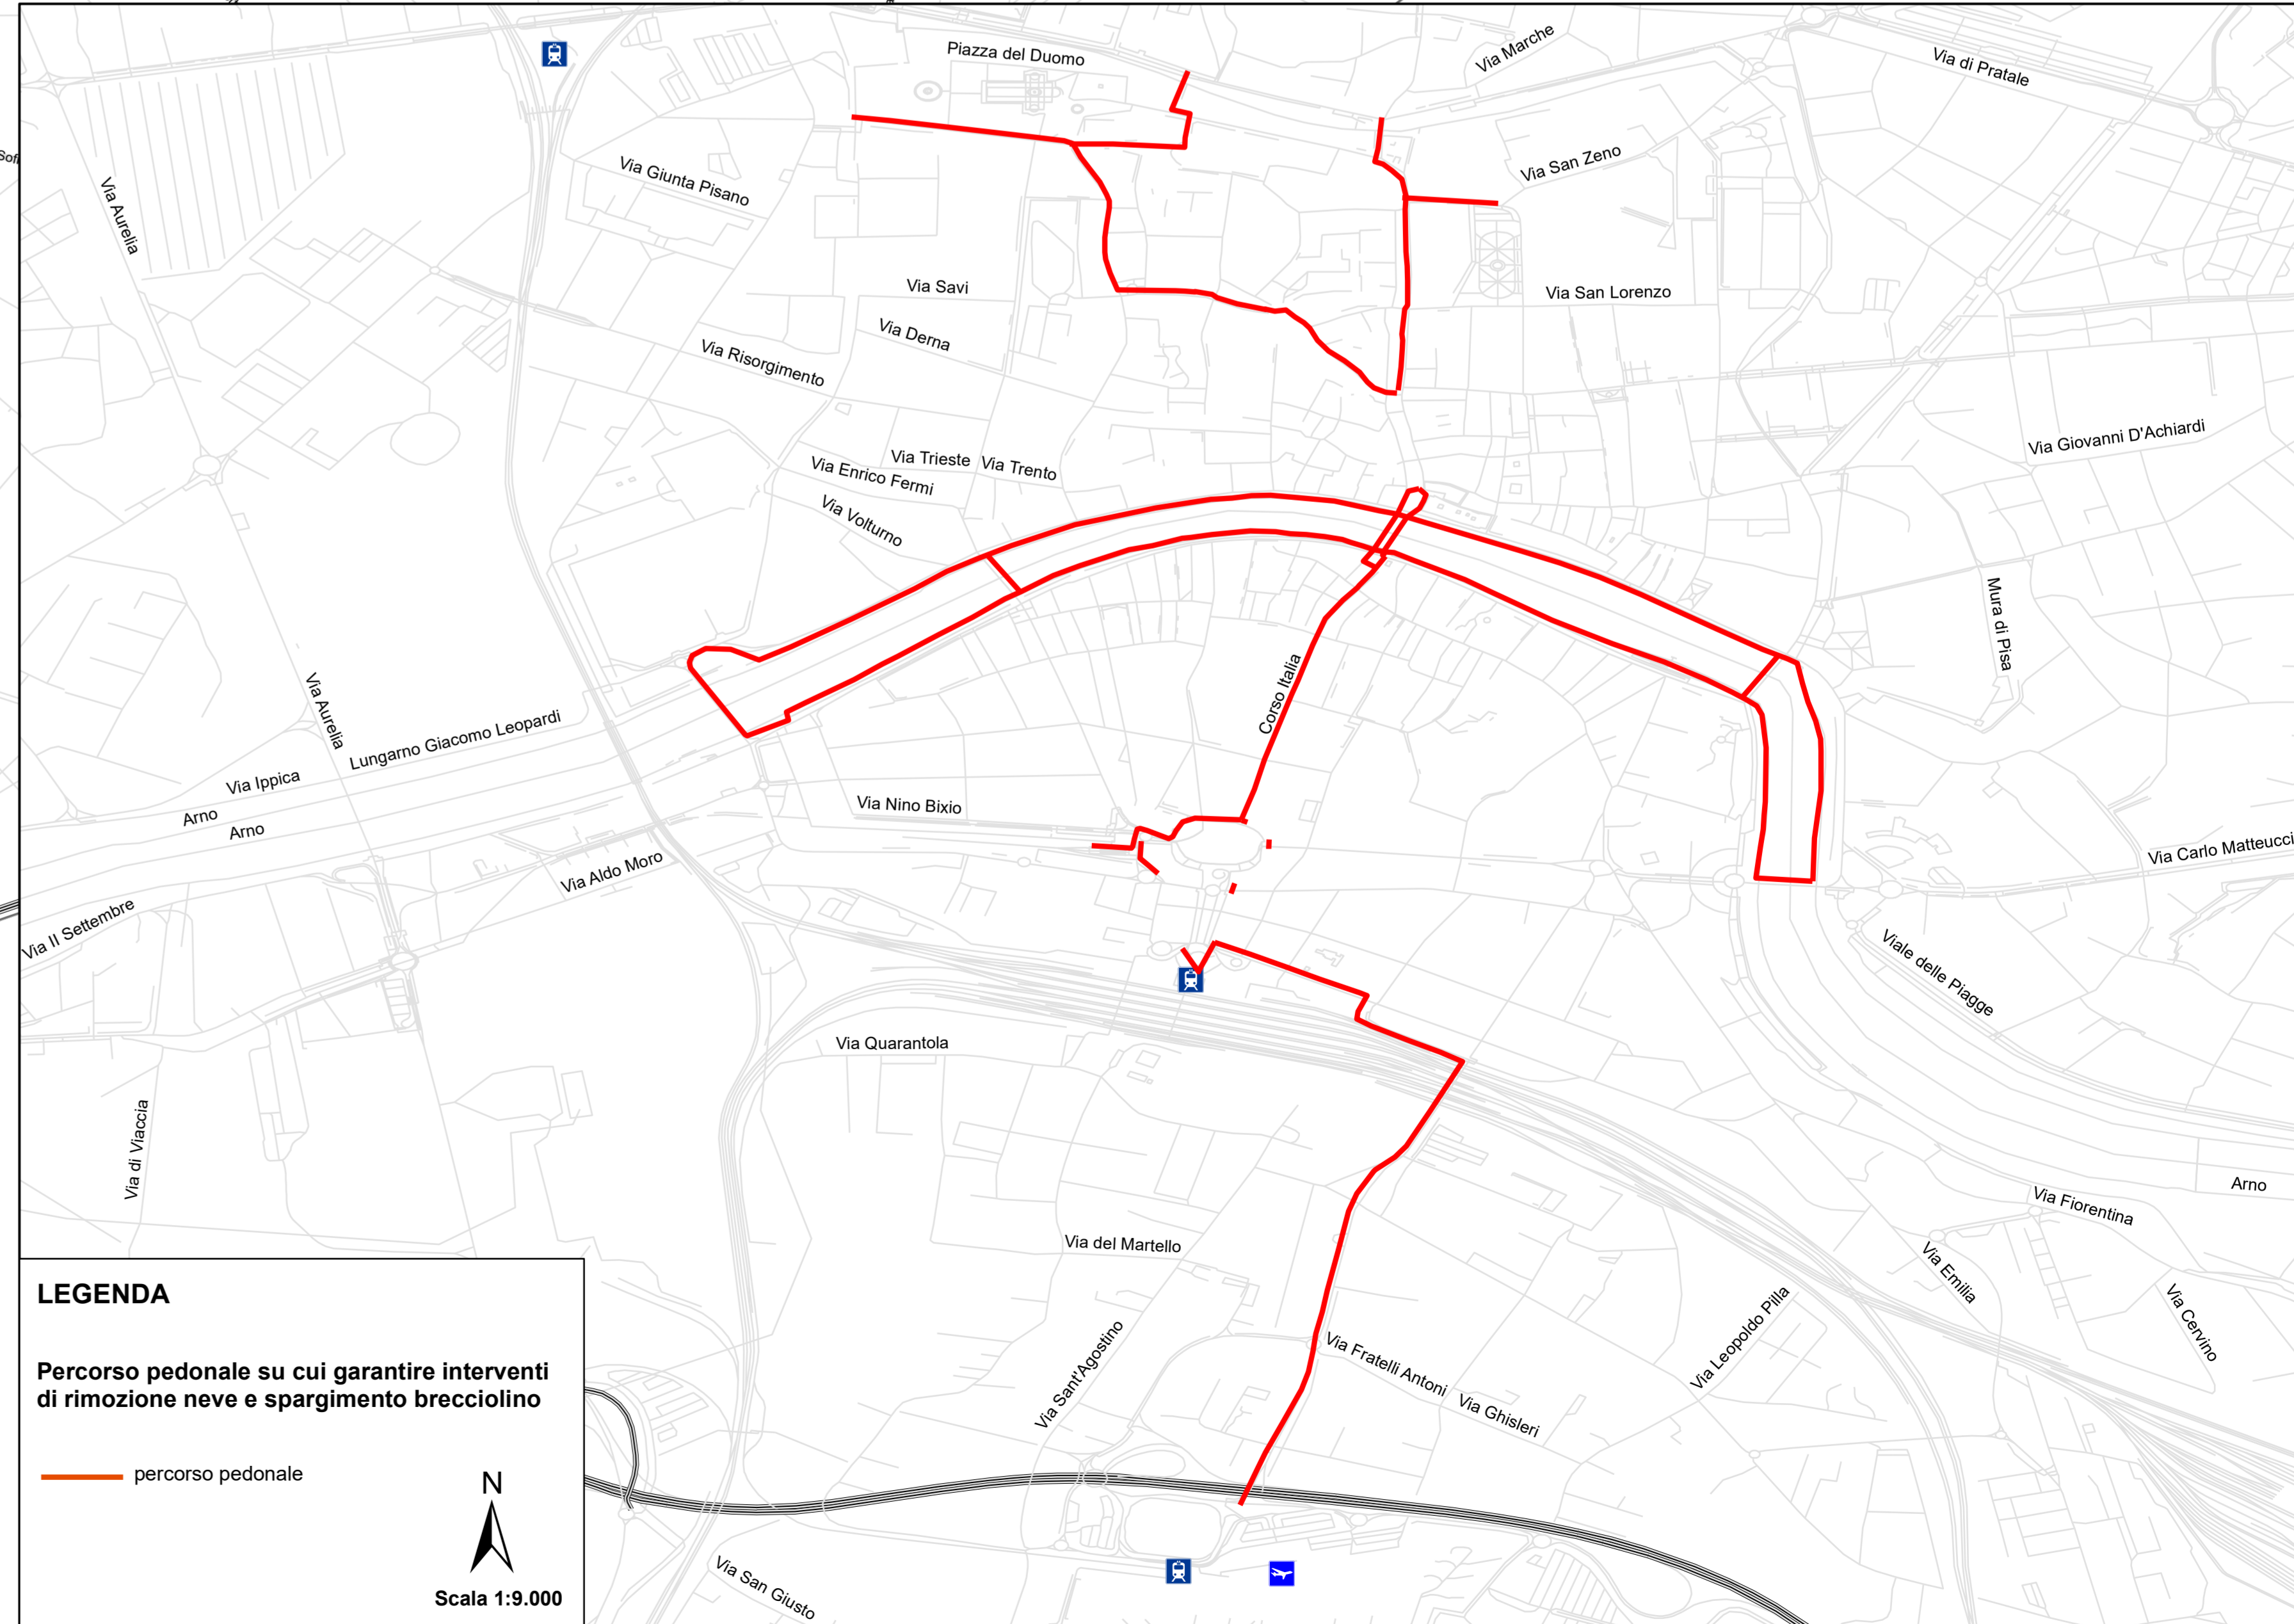 Piazza del Duomo
Via Marche
Via di Pratale
Via Giunta Pisano
Via San Zeno
Via Aurelia
Via Savi
Via San Lorenzo
Via Derna
Via Risorgimento
Via Giovanni D'Achiardi
Via Trieste
Via Trento
Via Enrico Fermi
Via Volturno
Mura di Pisa
Corso Italia
Via Aurelia
Lungarno Giacomo Leopardi
Via Ippica
Arno
Arno
Via Nino Bixio
Via Carlo Matteucci
Via Aldo Moro
Via II Settembre
Viale delle Piagge
Via Quarantola
Via di Viaccia
Arno
Via Fiorentina
Via del Martello
Via Emilia
Via Leopoldo Pilla
Via Cervino
Via Sant'Agostino
Via Fratelli Antoni
Via Ghisleri
Via San Giusto
LEGENDA
Percorso pedonale su cui garantire interventi
di rimozione neve e spargimento brecciolino
percorso pedonale
N
Scala 1:9.000